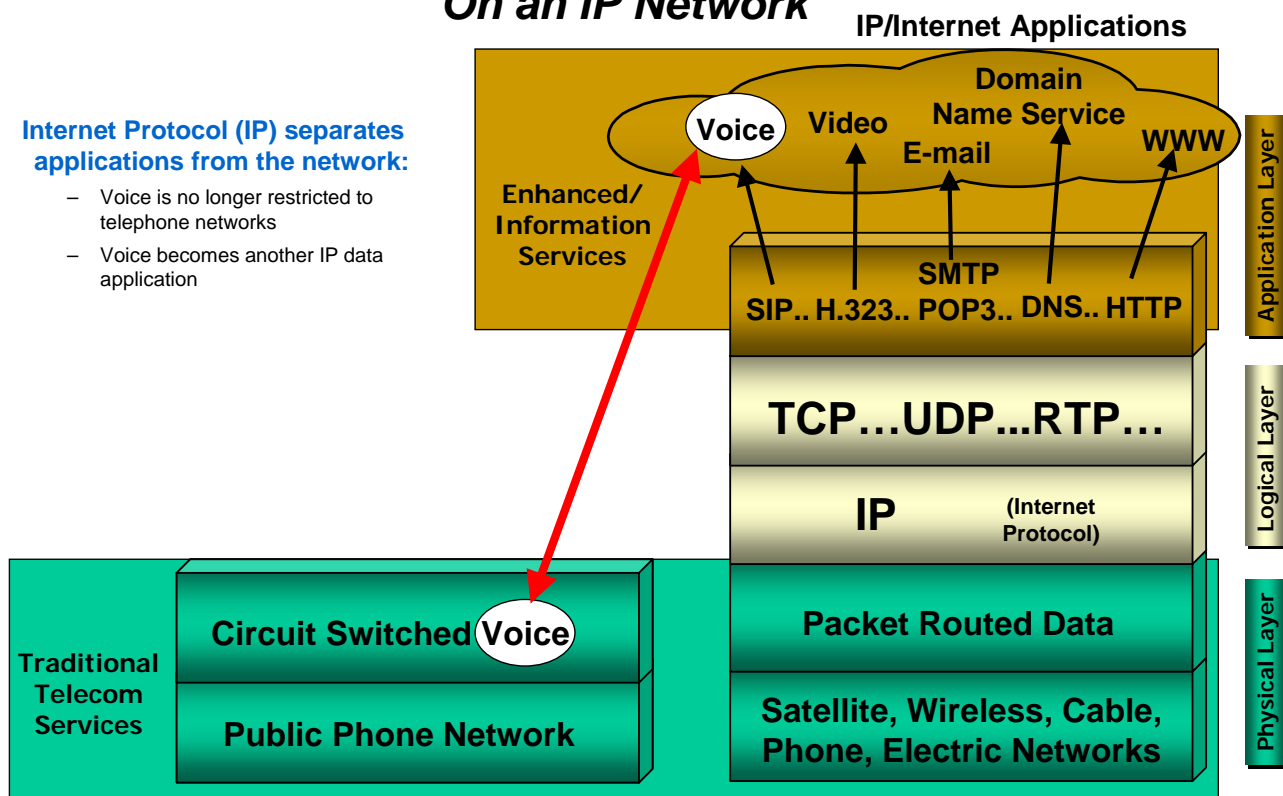 On an IP Network
IP/Internet Applications
Internet Protocol (IP) separates
applications from the network:
– Voice is no longer restricted to
telephone networks
– Voice becomes another IP data
application
Enhanced/
Information
Services
Voice
Video
Domain
Name Service
E-mail
WWW
SIP.. H.323..
SMTP
POP3..
DNS.. HTTP
TCP…UDP...RTP…
IP
(Internet
Protocol)
Packet Routed Data
Satellite, Wireless, Cable,
Phone, Electric Networks
Traditional
Telecom
Services
Circuit Switched Voice
Public Phone Network
Application Layer
Logical Layer
Physical Layer